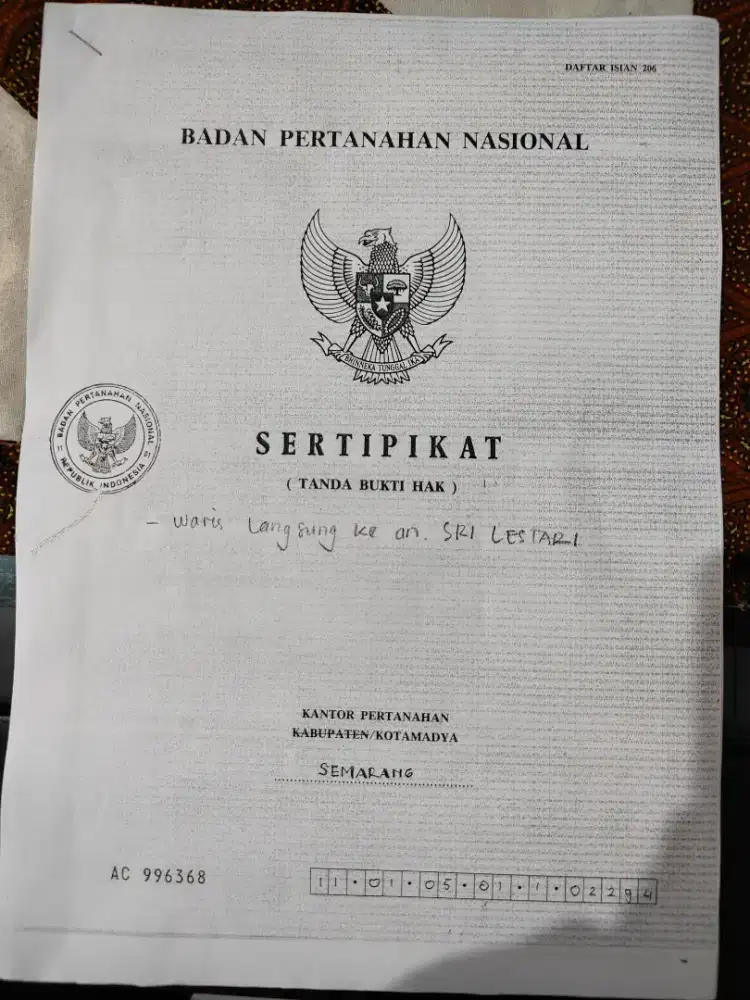 DAFTAR ISIAN 206
BADAN PERTANAHAN NASIONAL
BHINNEKA TUNGGAL IKA
BADAN PERTANAHAN NASIONAL
REPUBLIK INDONESIA
SERTIPIKAT
( TANDA BUKTI HAK )
- Waris Langsung ke an. SRI LESTARI
KANTOR PERTANAHAN
KABUPATEN/KOTAMADYA
SEMARANG
AC 996368
11.01.05.01.1.02294